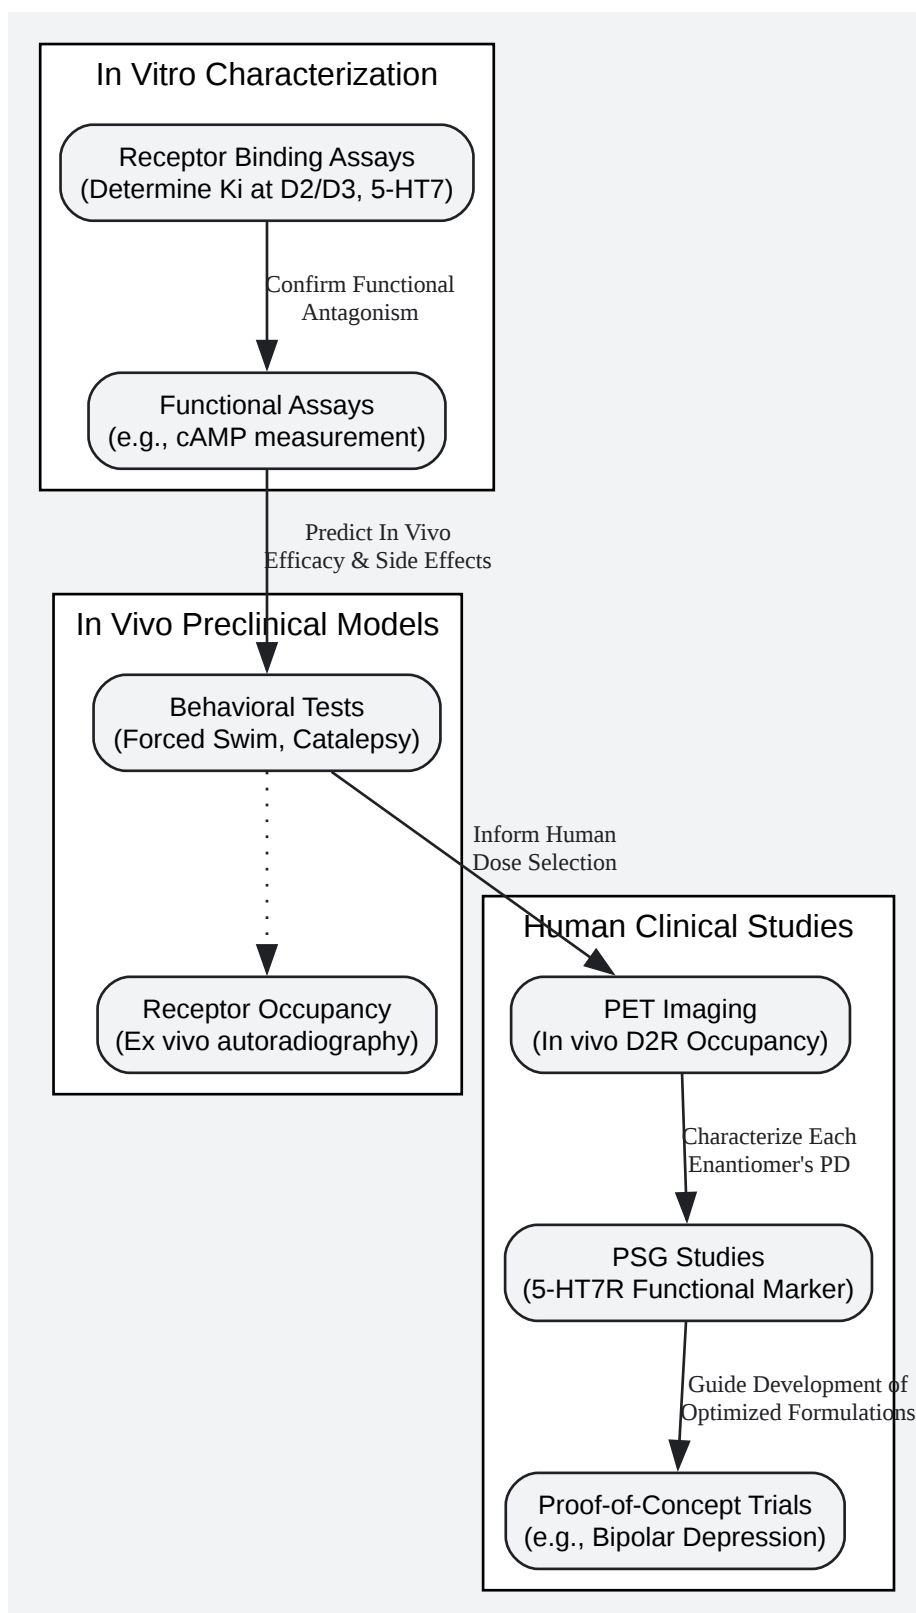 In Vitro Characterization
Receptor Binding Assays
(Determine Ki at D2/D3, 5-HT7)
Confirm Functional
Antagonism
Functional Assays
(e.g., cAMP measurement)
Predict In Vivo
Efficacy & Side Effects
In Vivo Preclinical Models
Behavioral Tests
(Forced Swim, Catalepsy)
Inform Human
Dose Selection
Receptor Occupancy
(Ex vivo autoradiography)
Human Clinical Studies
PET Imaging
(In vivo D2R Occupancy)
Characterize Each
Enantiomer's PD
PSG Studies
(5-HT7R Functional Marker)
Guide Development of
Optimized Formulations
Proof-of-Concept Trials
(e.g., Bipolar Depression)